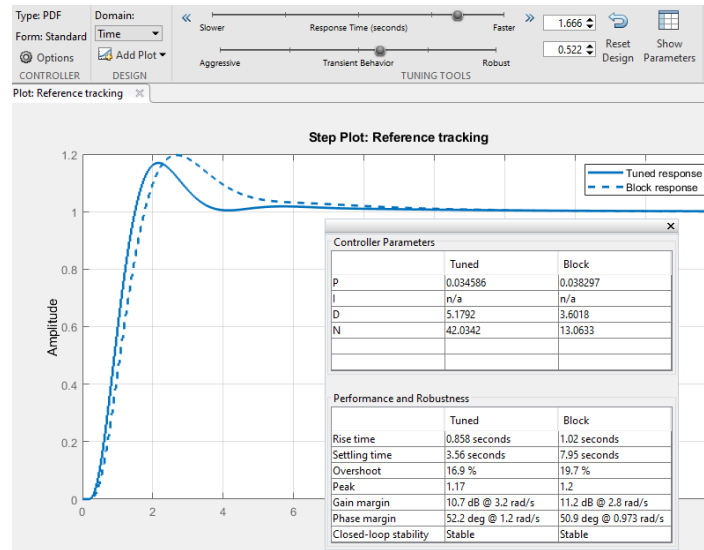 Type: PDF
Form: Standard
Options
CONTROLLER
Domain:
Time
Add Plot
DESIGN
Slower Response Time (seconds) Faster
Aggressive Transient Behavior Robust
1.666
0.522
Reset
Design
Show
Parameters
TUNING TOOLS
Plot: Reference tracking
Step Plot: Reference tracking
Tuned response
Block response
Amplitude
1.2
1
0.8
0.6
0.4
0.2
0
0 2 4 6
Controller Parameters
Tuned Block
P 0.034586 0.038297
I n/a n/a
D 5.1792 3.6018
N 42.0342 13.0633
Performance and Robustness
Tuned Block
Rise time 0.858 seconds 1.02 seconds
Settling time 3.56 seconds 7.95 seconds
Overshoot 16.9 % 19.7 %
Peak 1.17 1.2
Gain margin 10.7 dB @ 3.2 rad/s 11.2 dB @ 2.8 rad/s
Phase margin 52.2 deg @ 1.2 rad/s 50.9 deg @ 0.973 rad/s
Closed-loop stability Stable Stable